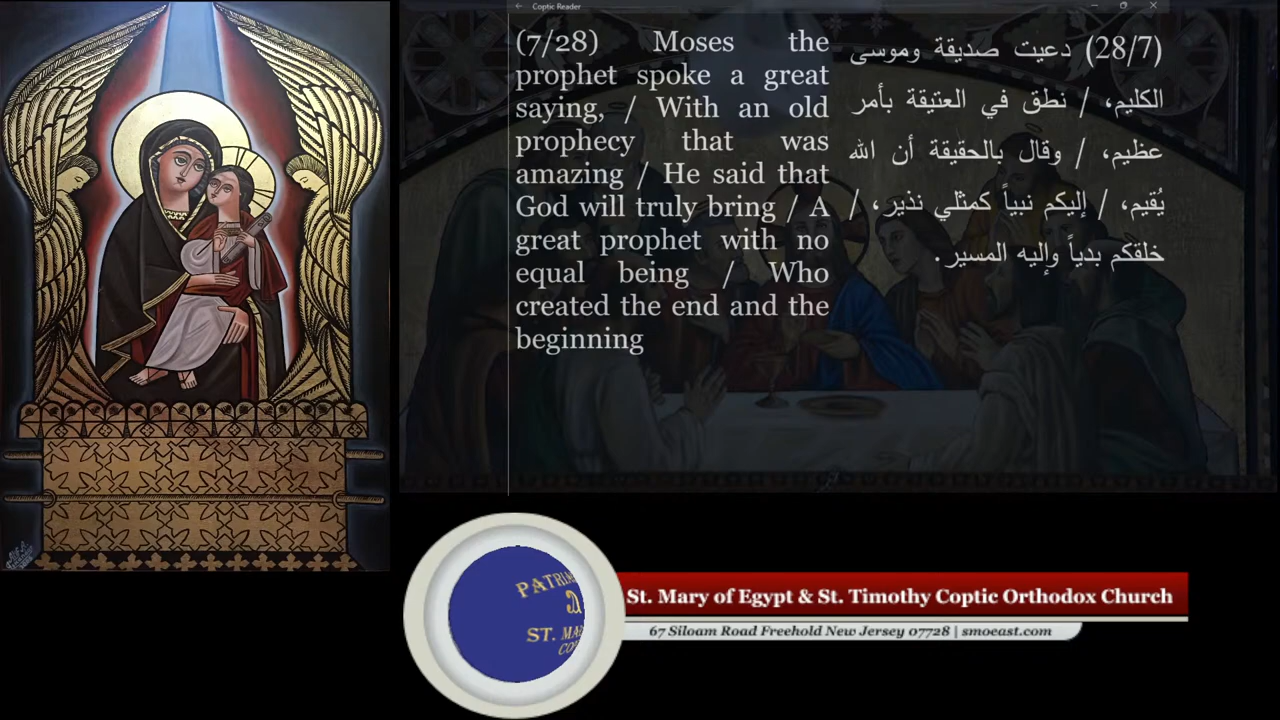 Coptic Reader
(7/28) Moses the
prophet spoke a great
saying, / With an old
prophecy that was
amazing / He said that
God will truly bring / A
great prophet with no
equal being / Who
created the end and the
beginning
(28/7) دعيت صديقة وموسى
الكليم، / نطق في العتيقة بأمر
عظيم، / وقال بالحقيقة أن الله
يُقيم، / إليكم نبياً كمثلي نذير، /
خلقكم بدياً وإليه المسير.
PATRI
ST. MA
St. Mary of Egypt & St. Timothy Coptic Orthodox Church
67 Siloam Road Freehold New Jersey 07728 | smoeast.com